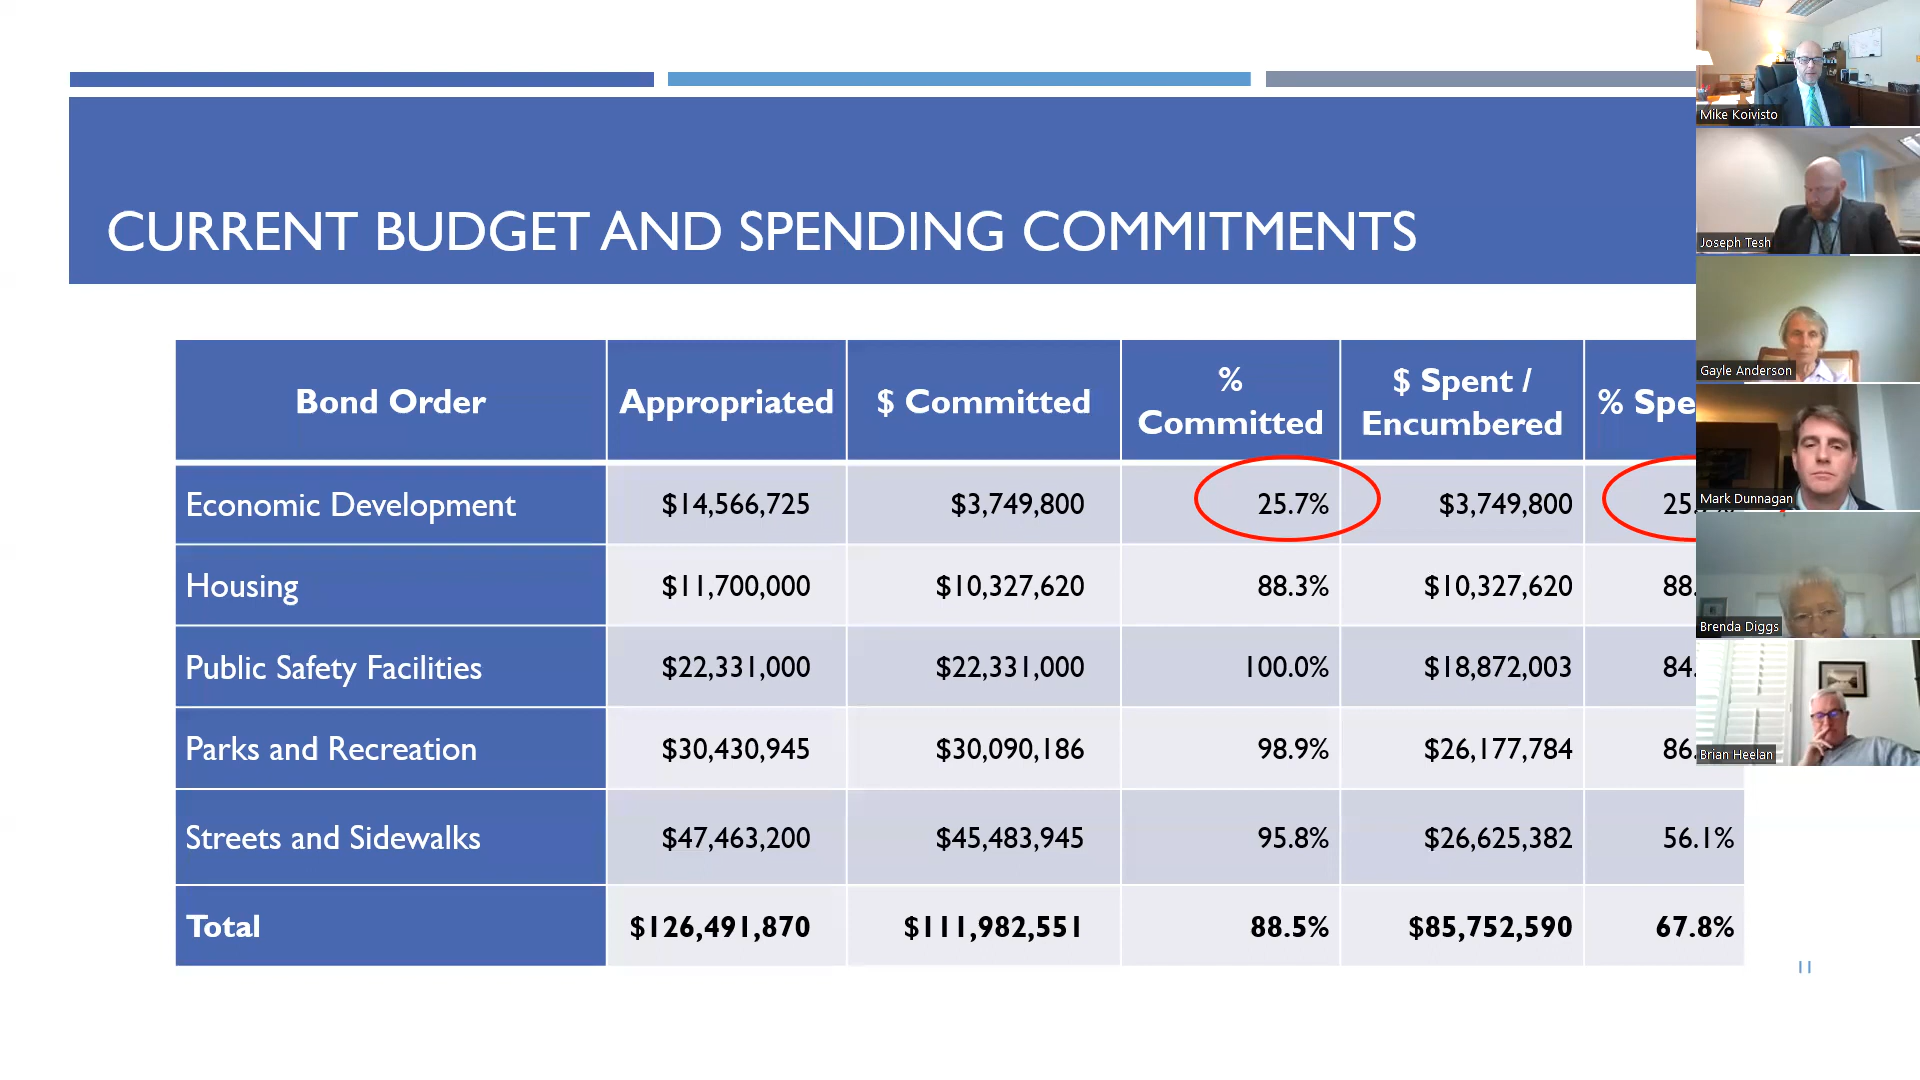 CURRENT BUDGET AND SPENDING COMMITMENTS
Bond Order Appropriated $ Committed % Committed $ Spent / Encumbered %
Economic Development $14,566,725 $3,749,800 25.7% $3,749,800
Housing $11,700,000 $10,327,620 88.3% $10,327,620
Public Safety Facilities $22,331,000 $22,331,000 100.0% $18,872,003
Parks and Recreation $30,430,945 $30,090,186 98.9% $26,177,784
Streets and Sidewalks $47,463,200 $45,483,945 95.8% $26,625,382 56.1%
Total $126,491,870 $111,982,551 88.5% $85,752,590 67.8%
11
Mike Koivisto
Joseph Tesh
Gayle Anderson
Mark Dunnagan
Brenda Diggs
Brian Heelan